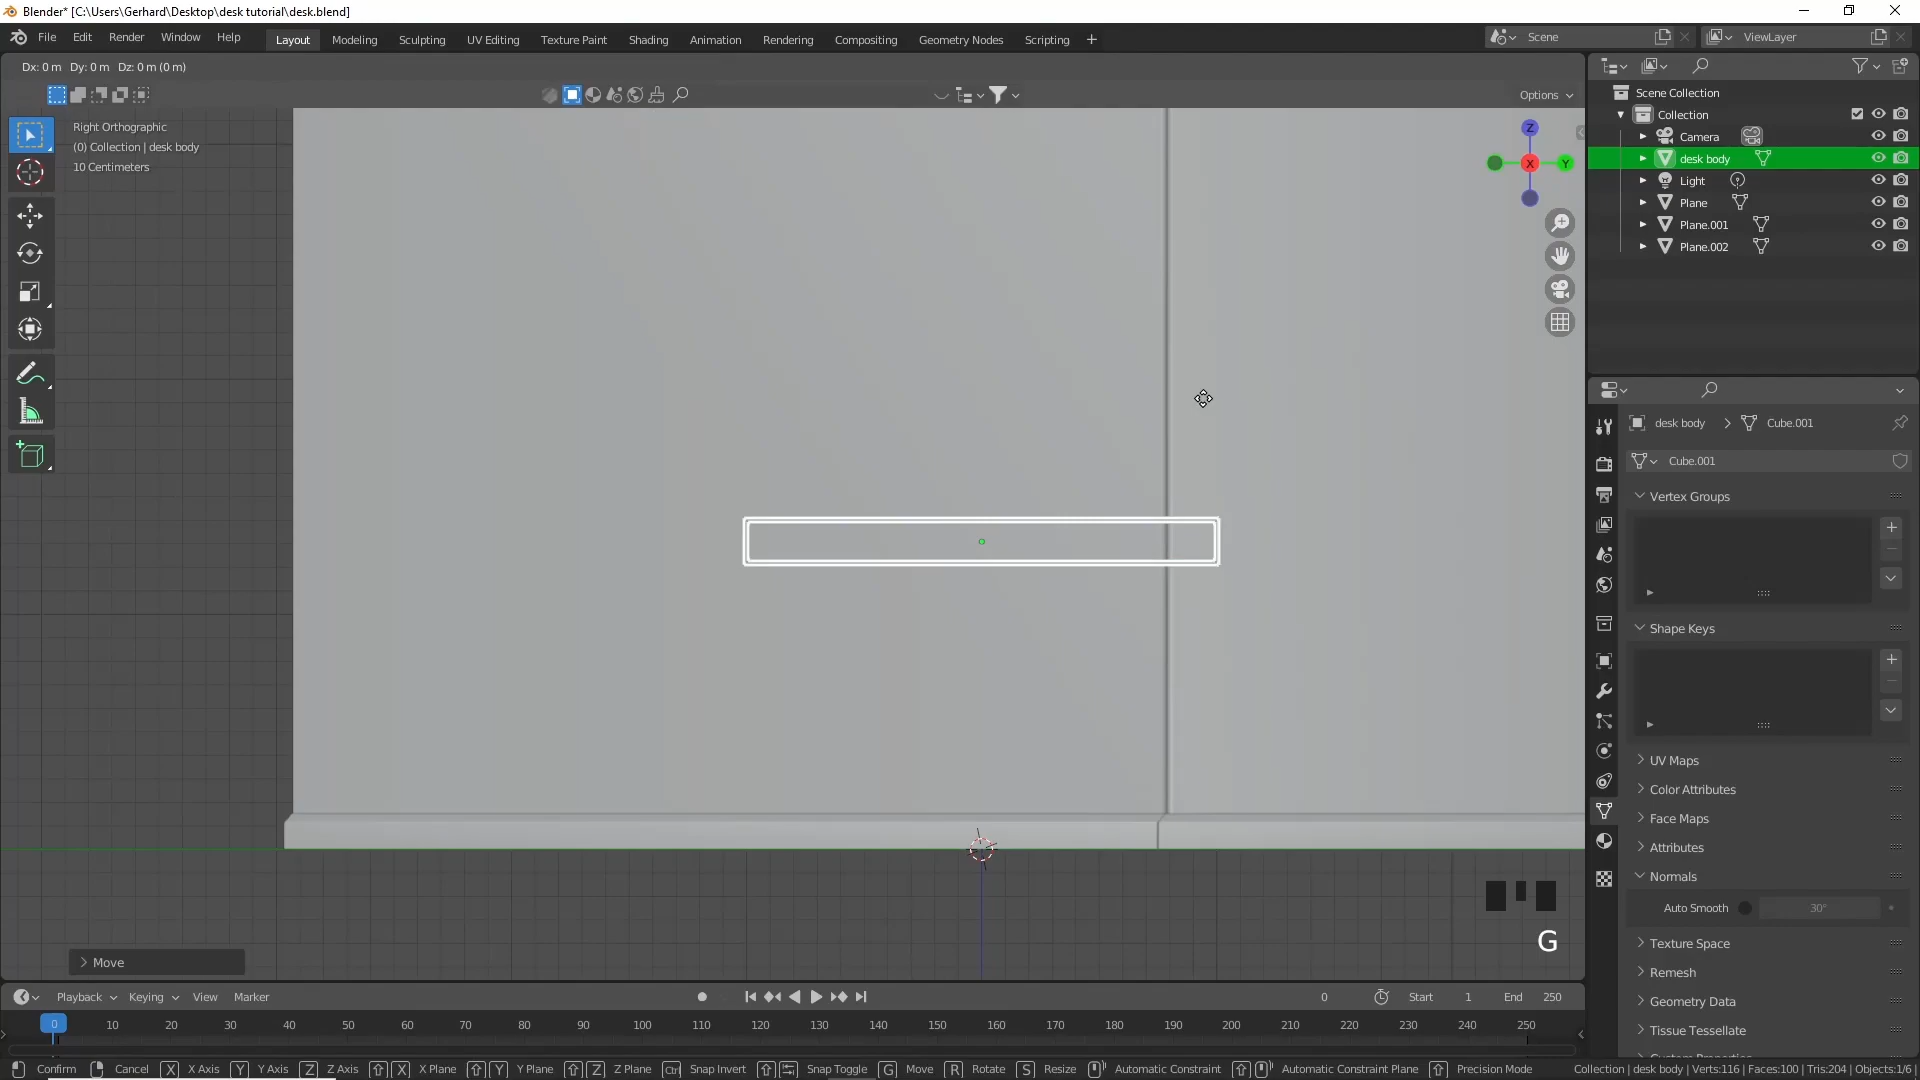 Blender* [C:\Users\Gerhard\Desktop\desk tutorial\desk.blend]
File Edit Render Window Help Layout Modeling Sculpting UV Editing Texture Paint Shading Animation Rendering Compositing Geometry Nodes Scripting + Scene ViewLayer
Dx: 0 m Dy: 0 m Dz: 0 m (0 m)
Options
Right Orthographic
(0) Collection | desk body
10 Centimeters
Z
X
Y
Scene Collection
Collection
Camera
desk body
Light
Plane
Plane.001
Plane.002
desk body > Cube.001
Cube.001
Vertex Groups
Shape Keys
UV Maps
Color Attributes
Face Maps
Attributes
Normals
Auto Smooth 30°
Texture Space
Remesh
Geometry Data
Tissue Tessellate
Custom Properties
G
> Move
Playback Keying View Marker 0 Start 1 End 250
0 10 20 30 40 50 60 70 80 90 100 110 120 130 140 150 160 170 180 190 200 210 220 230 240 250
Confirm Cancel X X Axis Y Y Axis Z Z Axis X X Plane Y Y Plane Z Z Plane Ctrl Snap Invert Snap Toggle G Move R Rotate S Resize Automatic Constraint Automatic Constraint Plane Precision Mode Collection | desk body | Verts:116 | Faces:100 | Tris:204 | Objects:1/6